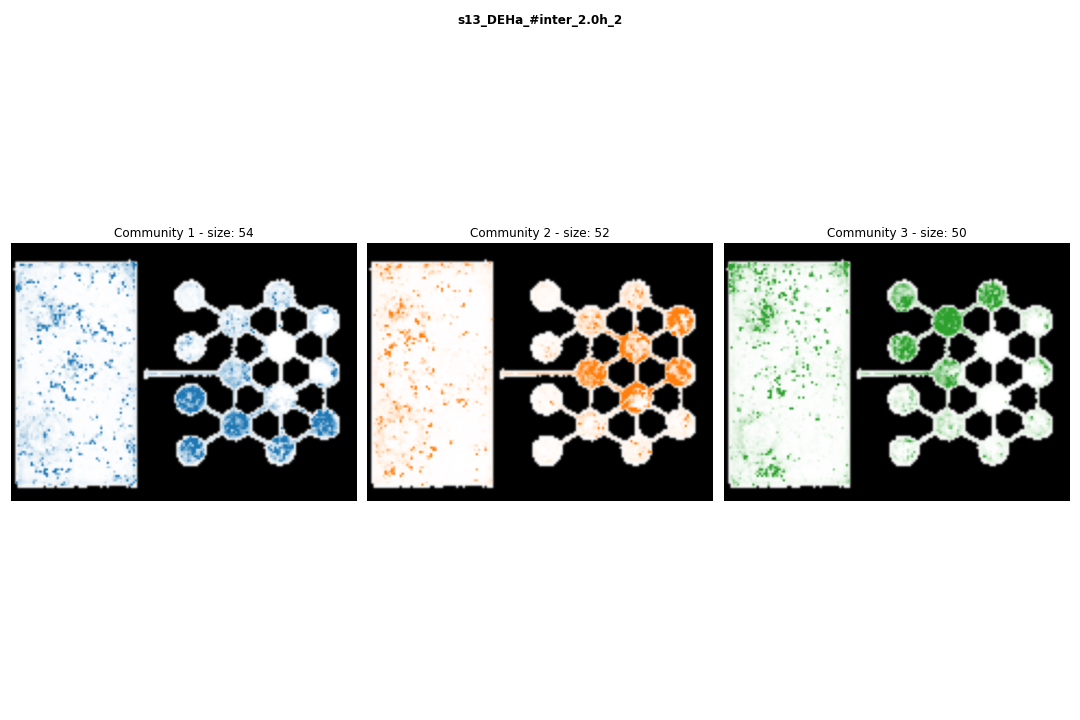 s13_DEHa_#inter_2.0h_2
Community 1 - size: 54
Community 2 - size: 52
Community 3 - size: 50